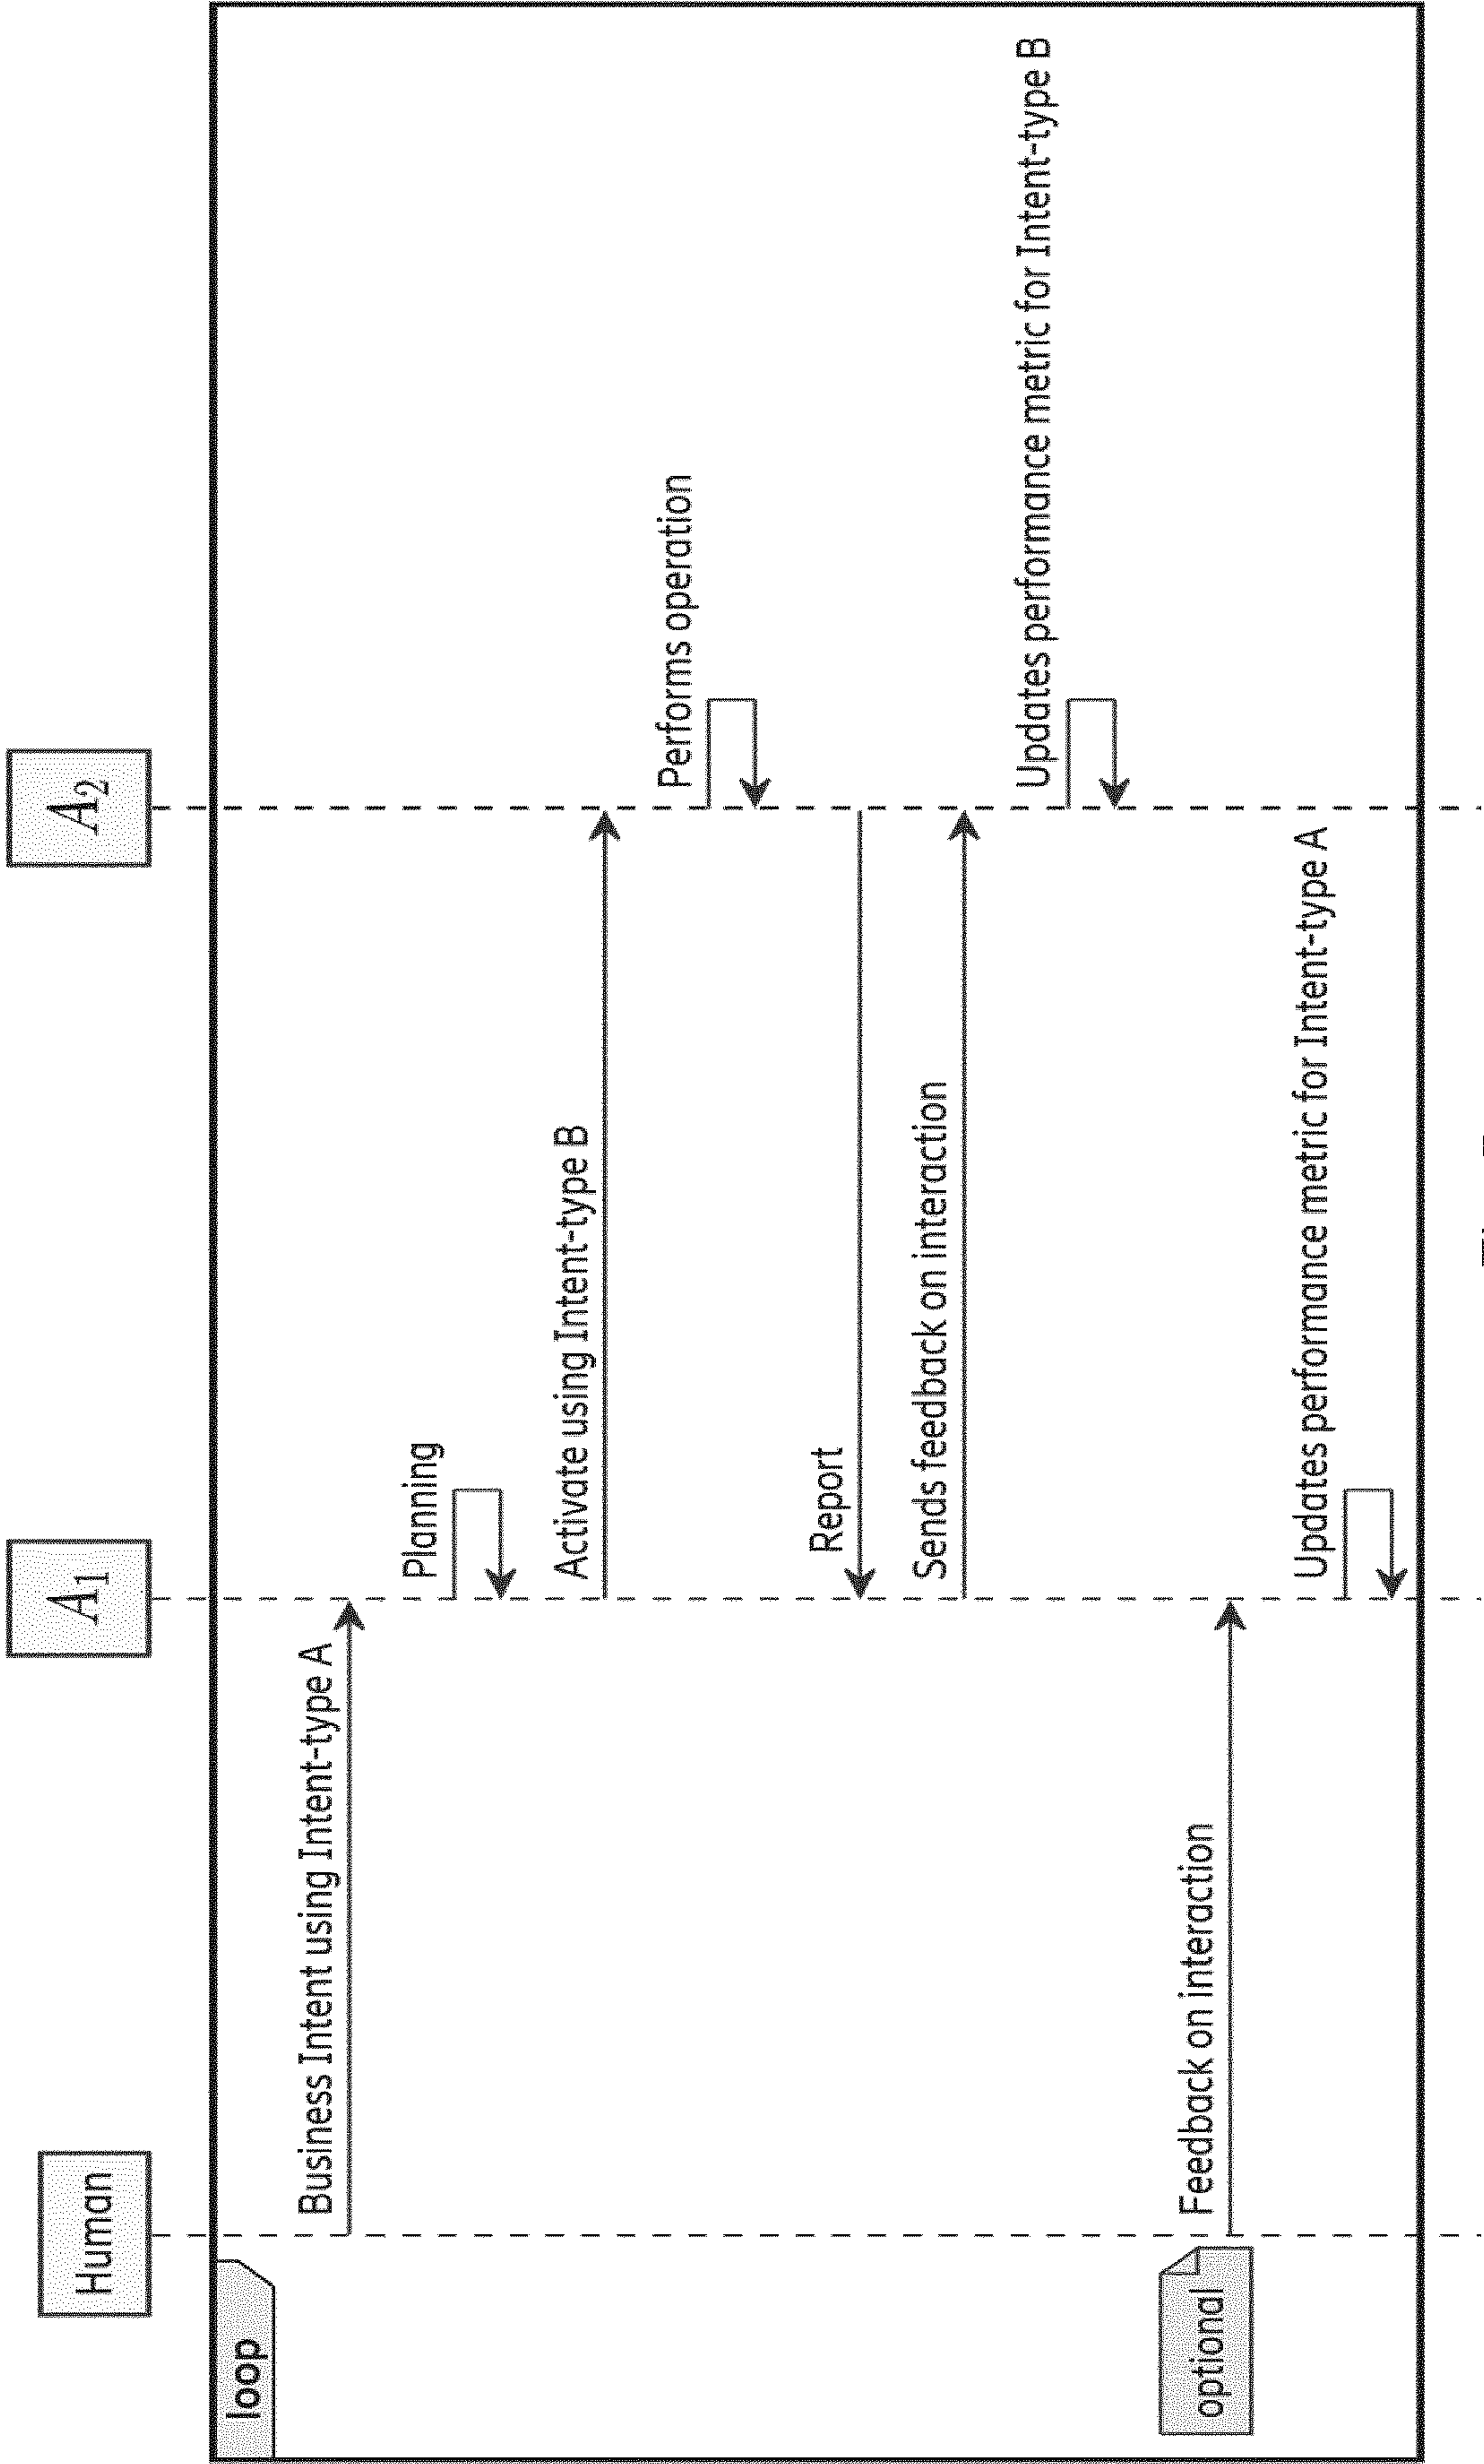 Human
A1
A2
loop
Business Intent using Intent-type A
Planning
Activate using Intent-type B
Performs operation
Report
Sends feedback on interaction
Updates performance metric for Intent-type B
optional
Feedback on interaction
Updates performance metric for Intent-type A